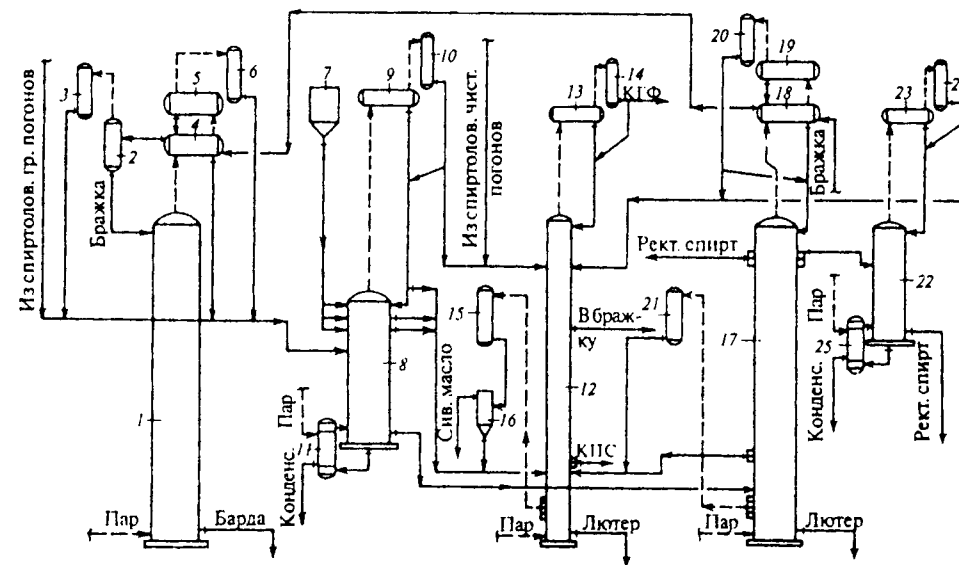 Из спиртолов. гр. погонов
3
Бражка
2
5
4
6
7
9
10
Из спиртолов. чист.
погонов
13
14
КГФ
20
19
18
Бражка
23
2
1
Пар
Барда
8
Пар
11
Конденс.
15
Сив. масло
16
12
В браж-
ку
КПС
Пар
Лютер
21
Рект. спирт
17
Пар
Лютер
22
Пар
25
Конденс.
Рект. спирт